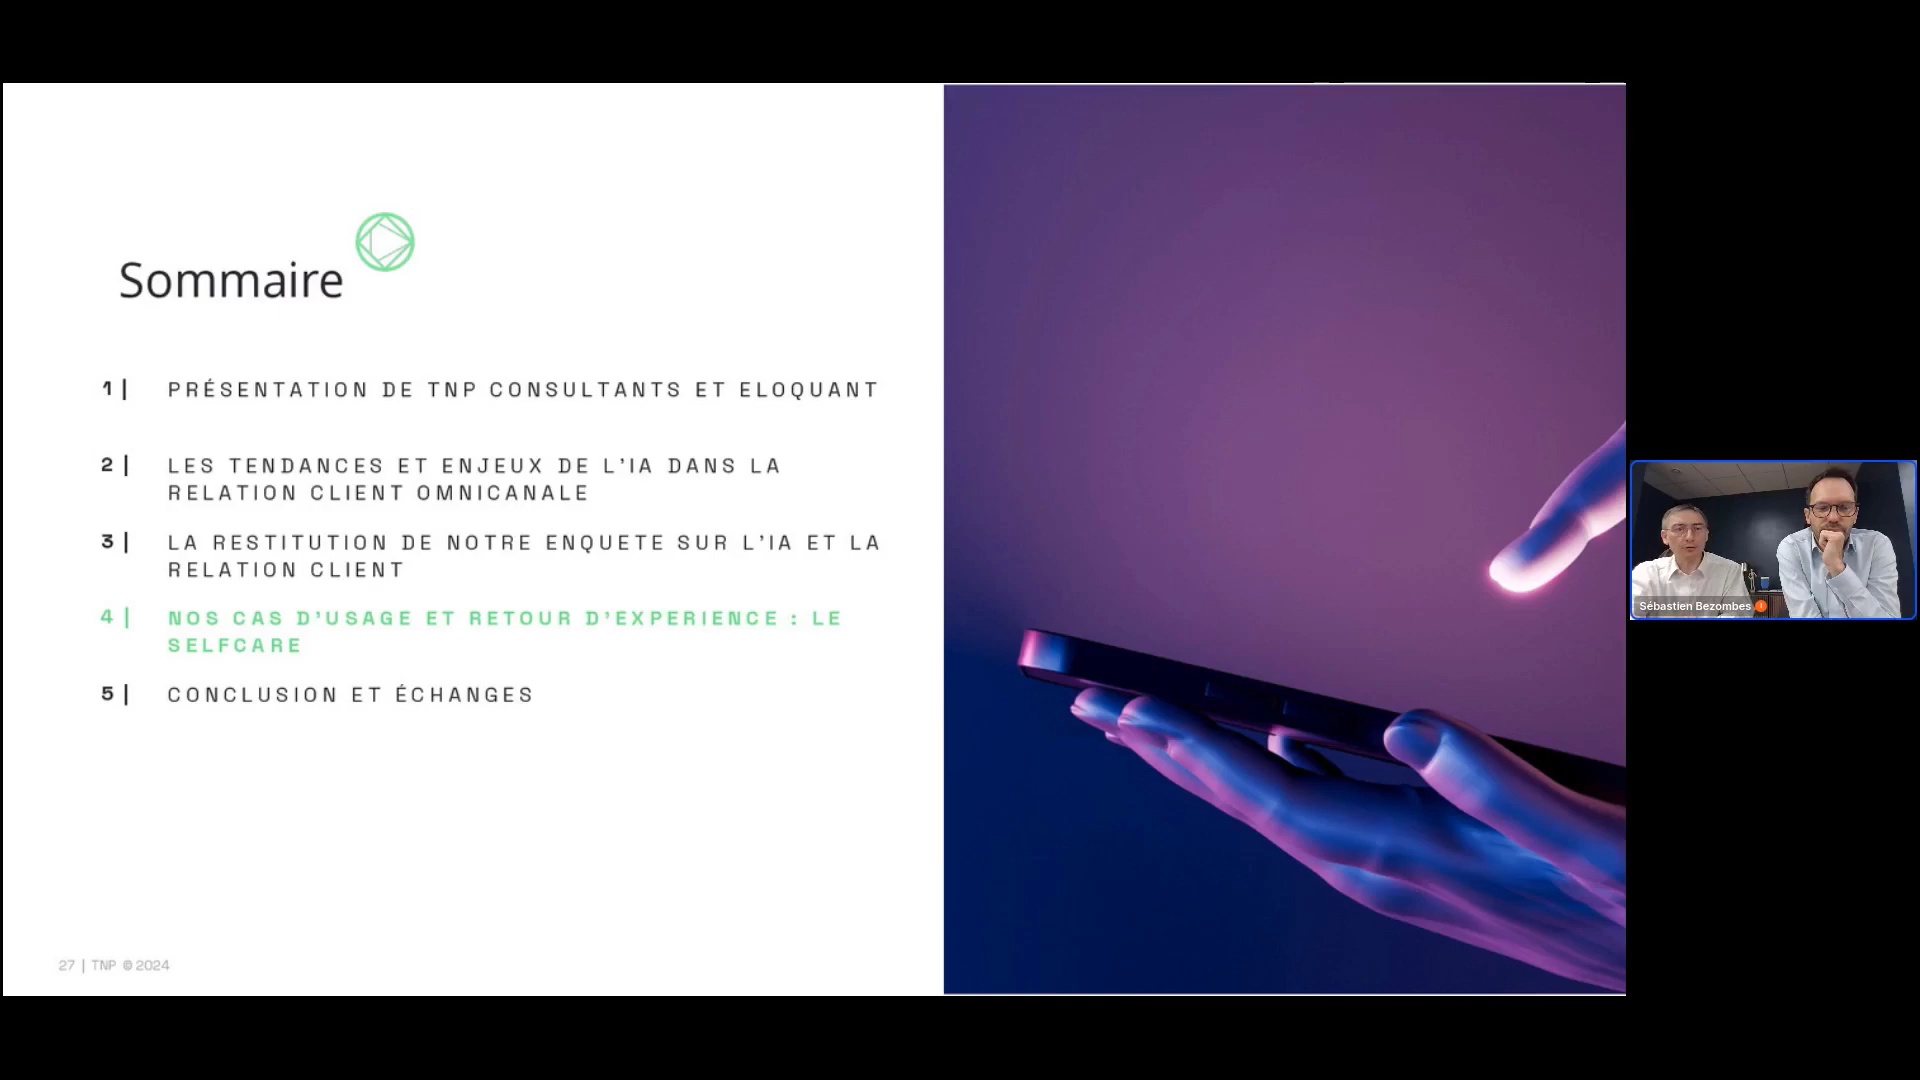 Sommaire
1 | PRÉSENTATION DE TNP CONSULTANTS ET ELOQUANT
2 | LES TENDANCES ET ENJEUX DE L'IA DANS LA
RELATION CLIENT OMNICANALE
3 | LA RESTITUTION DE NOTRE ENQUETE SUR L'IA ET LA
RELATION CLIENT
4 | NOS CAS D'USAGE ET RETOUR D'EXPERIENCE : LE
SELFCARE
5 | CONCLUSION ET ÉCHANGES
27 | TNP © 2024
Sébastien Bezombes